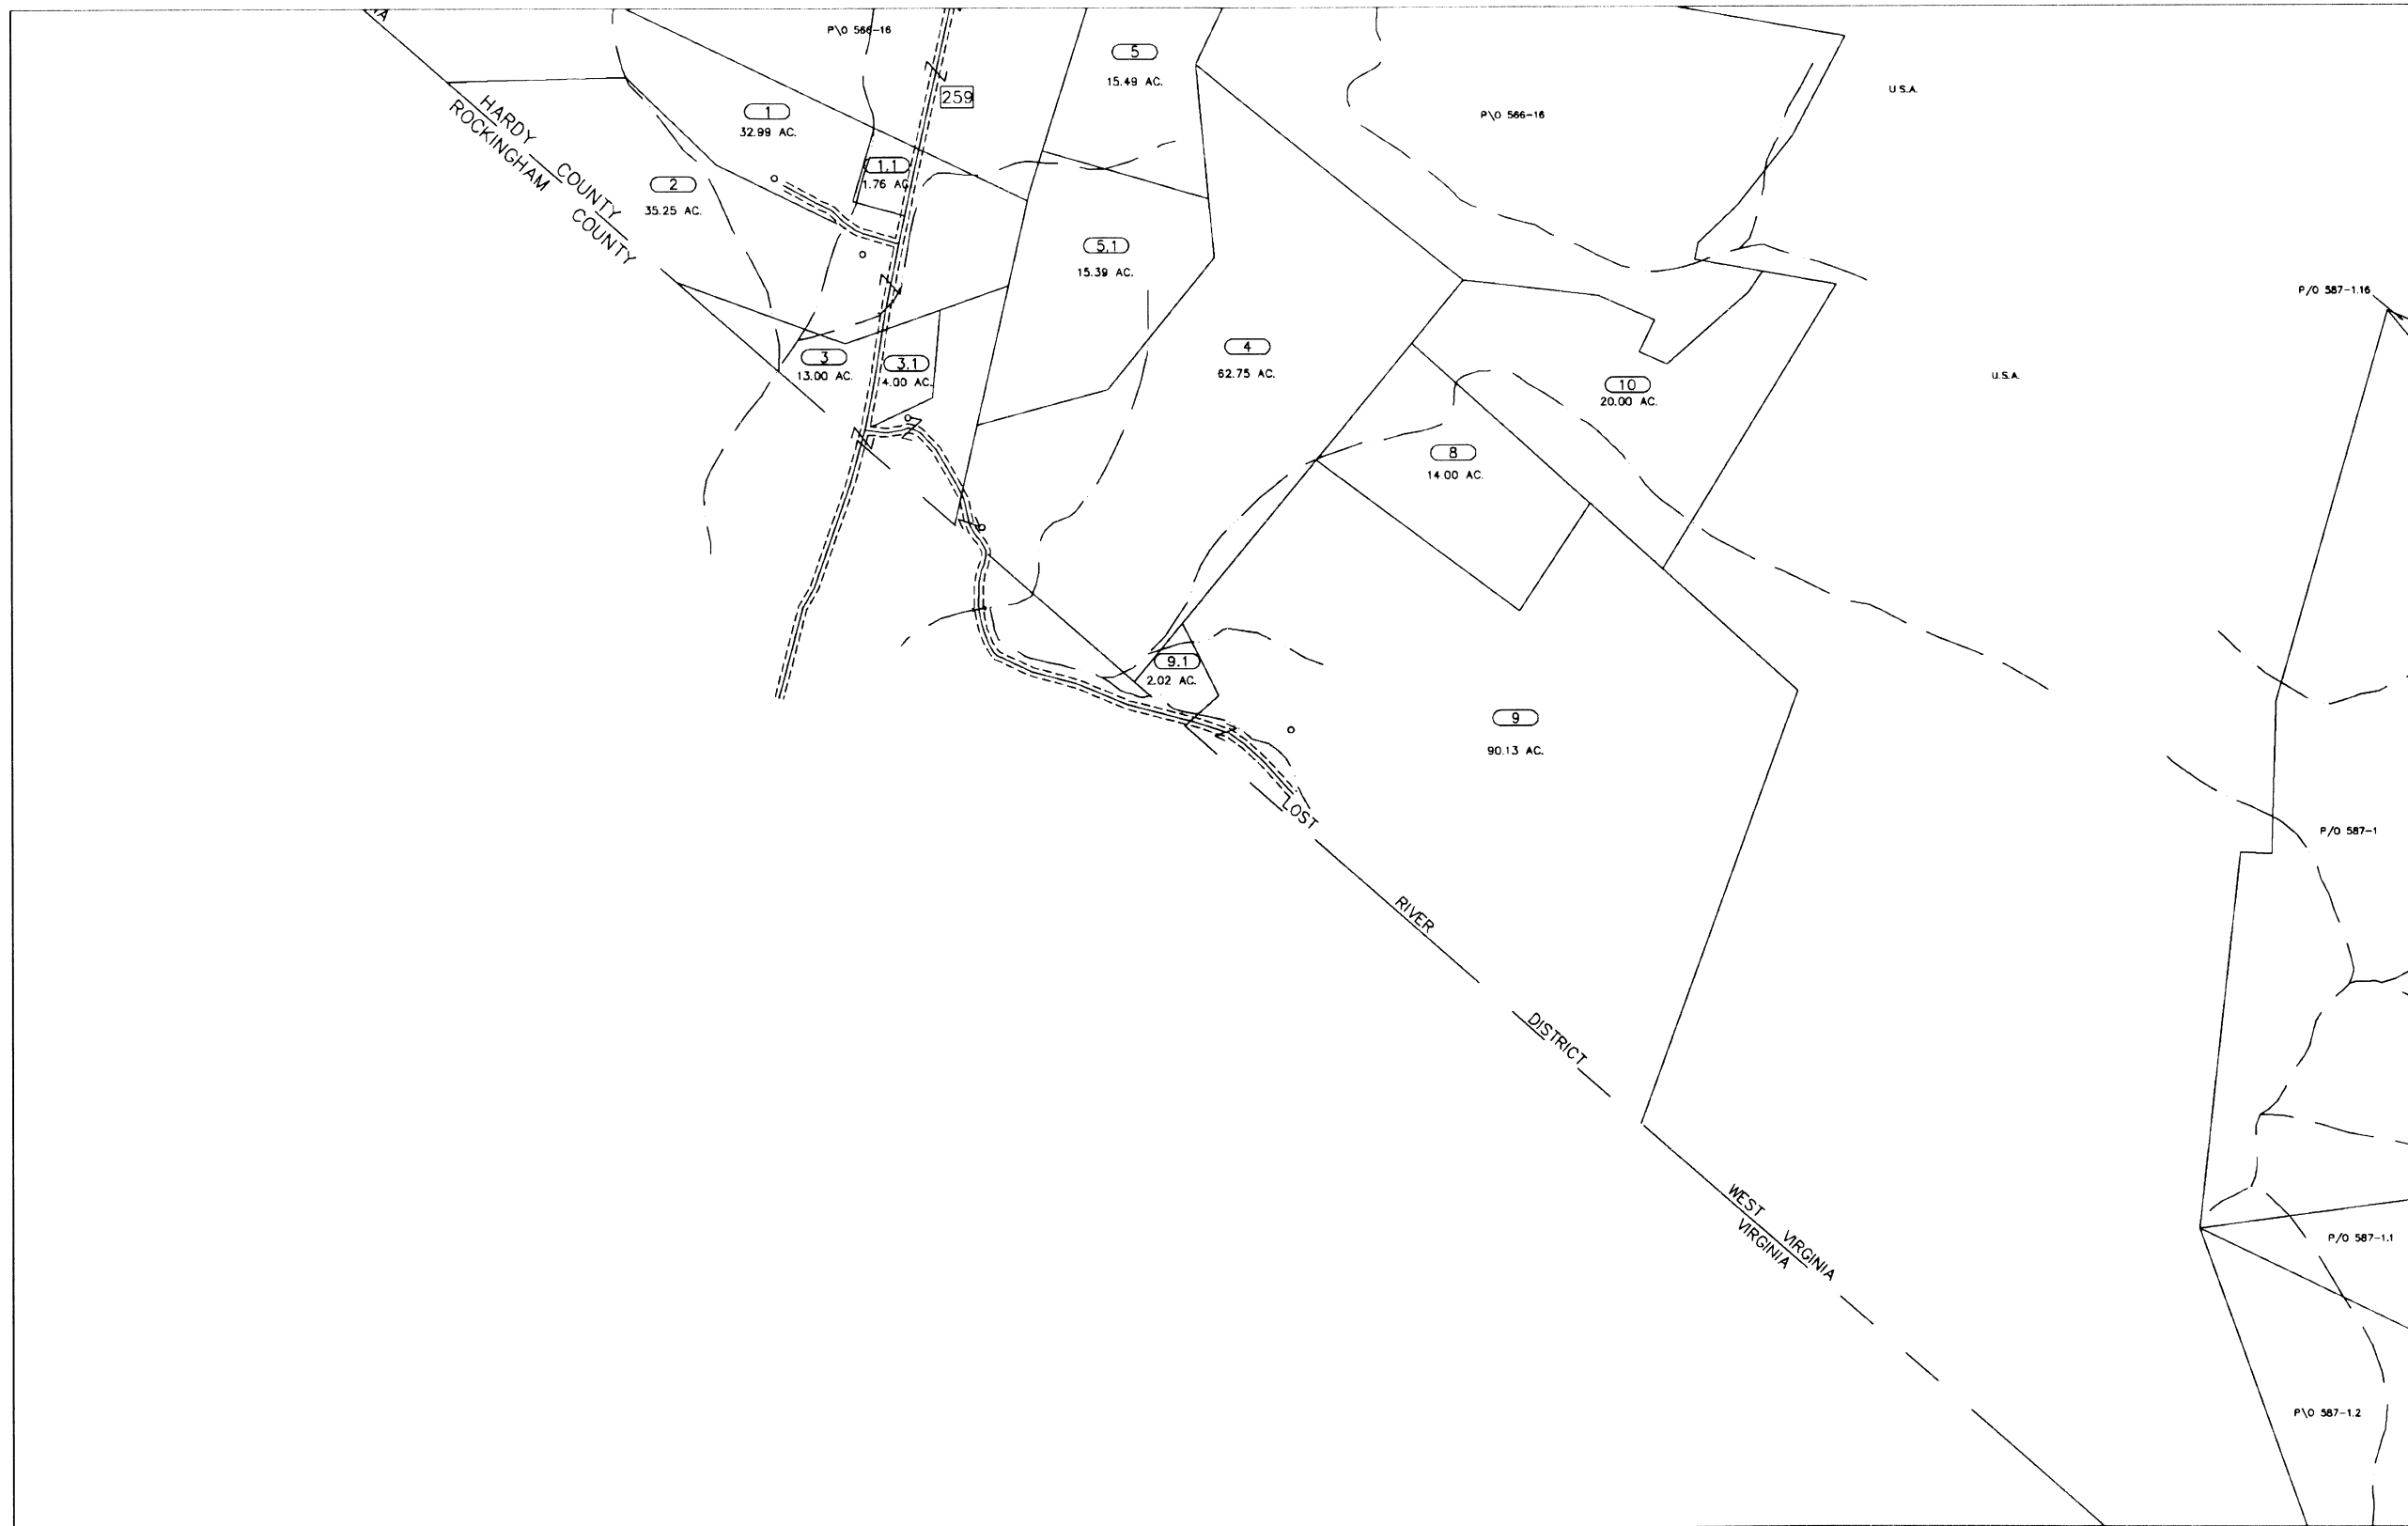 P\O 566-16
5
15.49 AC.
U.S.A.
259
1
32.99 AC.
P\O 566-16
HARDY COUNTY
ROCKINGHAM COUNTY
1.1
1.76 AC
2
35.25 AC.
5.1
15.39 AC.
P/O 587-1.16
4
62.75 AC.
3
13.00 AC.
3.1
4.00 AC.
U.S.A.
10
20.00 AC.
8
14.00 AC.
9.1
2.02 AC.
9
90.13 AC.
LOST RIVER DISTRICT
P/O 587-1
WEST VIRGINIA
VIRGINIA
P/O 587-1.1
P\O 587-1.2